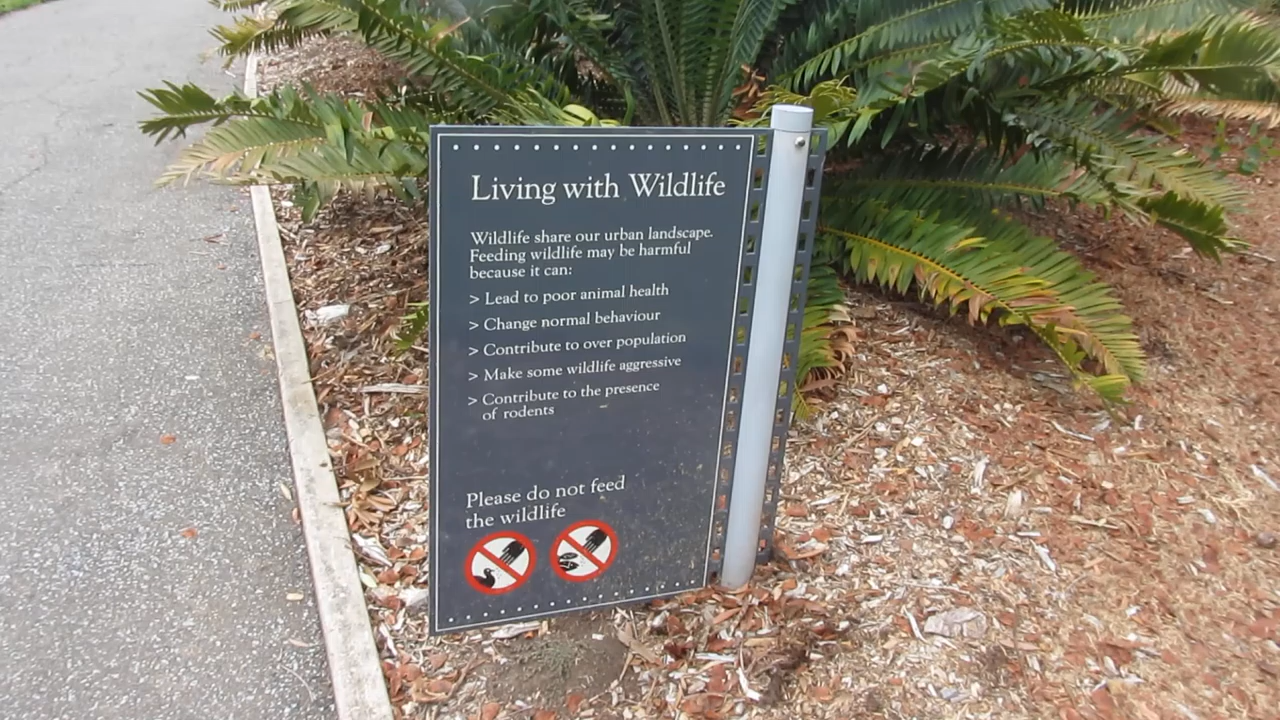 Living with Wildlife
Wildlife share our urban landscape.
Feeding wildlife may be harmful
because it can:
> Lead to poor animal health
> Change normal behaviour
> Contribute to over population
> Make some wildlife aggressive
> Contribute to the presence
of rodents
Please do not feed
the wildlife